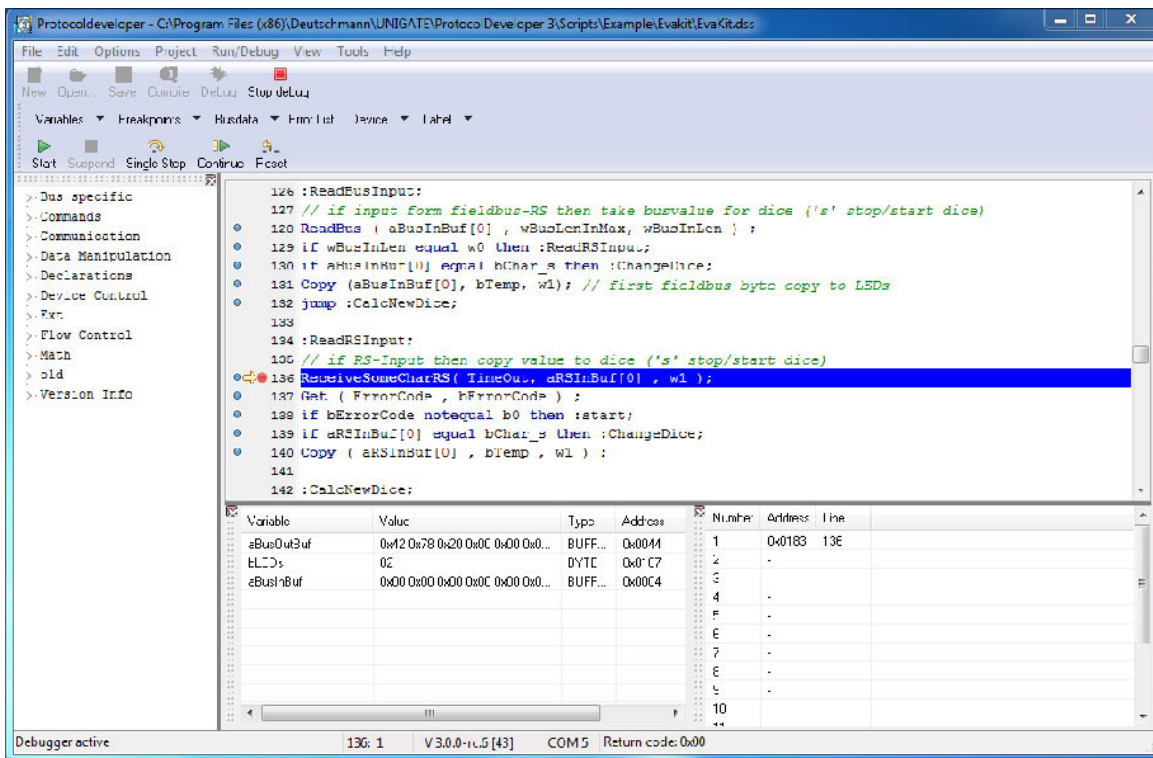 Protocoldeveloper - C:\Program Files (x86)\Deutschmann\UNIGATE\Protocol Developer 3\Scripts\Example\Evakit\EvaKit.dss
File Edit Options Project Run/Debug View Tools Help
New Open... Save Compile Debug Stop debug
Variables Breakpoints Busdata Error List Device Label
Start Suspend Single Step Continue Reset
Bus specific
Commands
Communication
Data Manipulation
Declarations
Device Control
Ext
Flow Control
Math
old
Version Info
126 :ReadBusInput;
127 // if input form fieldbus-RS then take busvalue for dice ('s' stop/start dice)
128 ReadBus ( aBusInBuf[0] , wBusLenInMax, wBusInLen ) ;
129 if wBusInLen equal w0 then :ReadRSInput;
130 if aBusInBuf[0] equal bChar_s then :ChangeDice;
131 Copy (aBusInBuf[0], bTemp, w1); // first fieldbus byte copy to LEDs
132 jump :CalcNewDice;
133
134 :ReadRSInput;
135 // if RS-Input then copy value to dice ('s' stop/start dice)
136 ReceiveSomeCharRS( TimeOut, aRSInBuf[0] , w1 );
137 Get ( ErrorCode , bErrorCode ) ;
138 if bErrorCode notequal b0 then :start;
139 if aRSInBuf[0] equal bChar_s then :ChangeDice;
140 Copy ( aRSInBuf[0] , bTemp , w1 ) ;
141
142 :CalcNewDice;
Variable Value Type Address
aBusOutBuf 0x42 0x78 0x20 0x00 0x00 0x0... BUFF... 0x0044
bLEDs 02 BYTE 0x01C7
aBusInBuf 0x00 0x00 0x00 0x00 0x00 0x0... BUFF... 0x00C4
Number Address Line
1 0x0183 136
2 -
3
4 -
5 -
6 -
7 -
8 -
9 -
10
11
Debugger active 136: 1 V 3.0.0-rc.6 [43] COM 5 Return code: 0x00